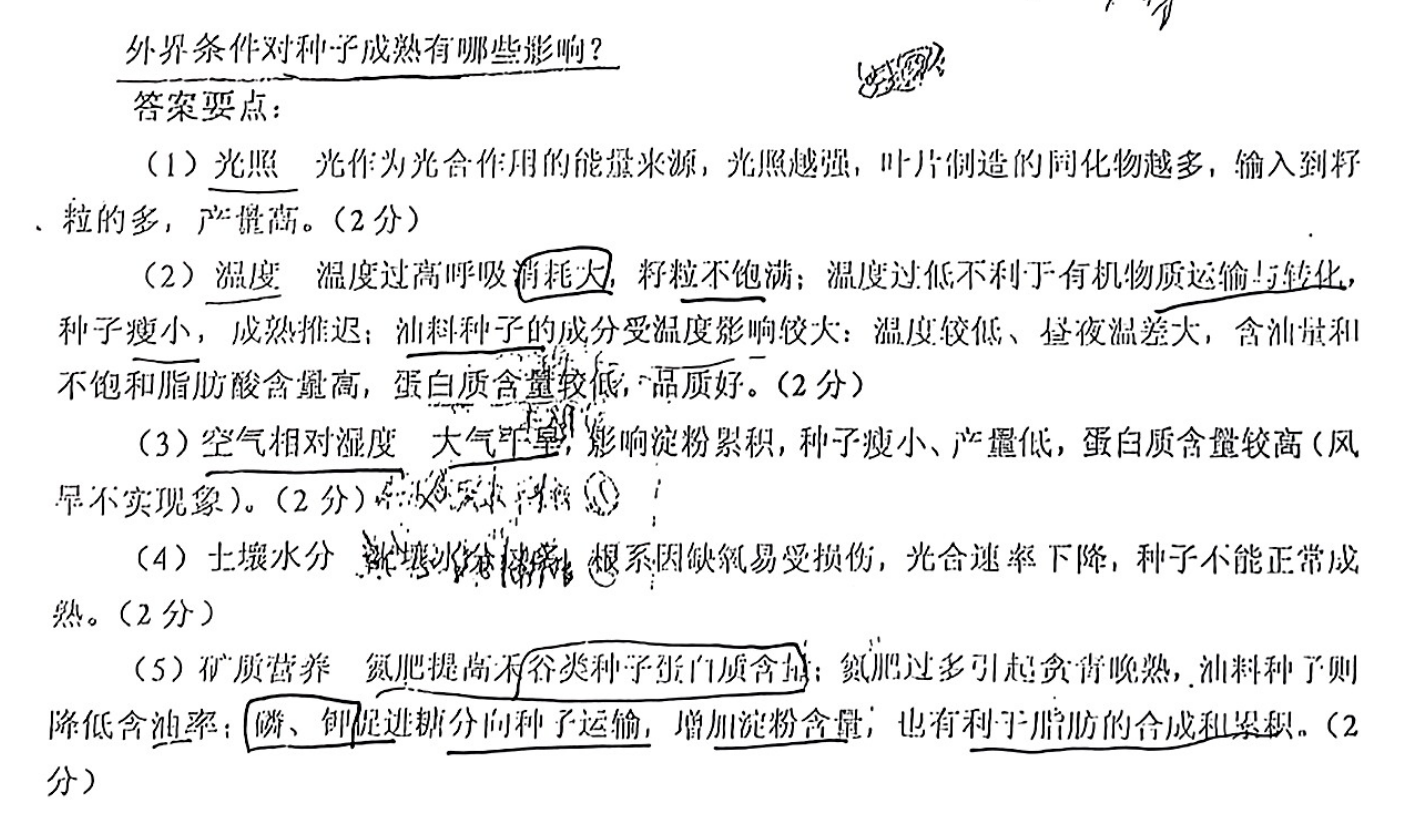 外界条件对种子成熟有哪些影响？
答案要点：
（1）光照 光作为光合作用的能量来源，光照越强，叶片制造的同化物越多，输入到籽
粒的多，产量高。（2 分）
（2）温度 温度过高呼吸消耗大，籽粒不饱满；温度过低不利于有机物质运输与转化，
种子瘦小，成熟推迟；油料种子的成分受温度影响较大：温度较低、昼夜温差大，含油量和
不饱和脂肪酸含量高，蛋白质含量较低，品质好。（2 分）
（3）空气相对湿度 大气干旱，影响淀粉累积，种子瘦小、产量低，蛋白质含量较高（风
旱不实现象）。（2 分）
（4）土壤水分 根系因缺氧易受损伤，光合速率下降，种子不能正常成
熟。（2 分）
（5）矿质营养 氮肥提高禾谷类种子蛋白质含量；氮肥过多引起贪青晚熟，油料种子则
降低含油率；磷、钾促进糖分向种子运输，增加淀粉含量，也有利于脂肪的合成和累积。（2
分）